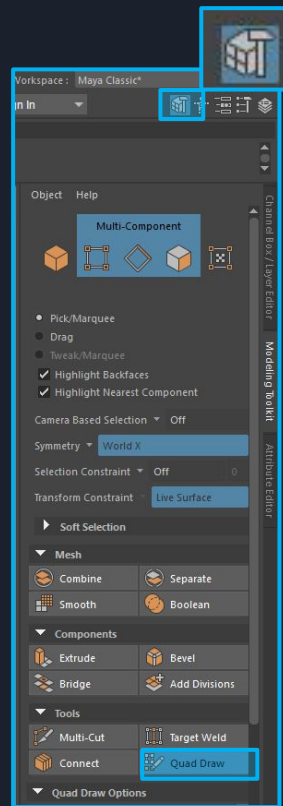 Workspace : Maya Classic*
gn In
Object Help
Multi-Component
Pick/Marquee
Drag
Tweak/Marquee
Highlight Backfaces
Highlight Nearest Component
Camera Based Selection Off
Symmetry World X
Selection Constraint Off 0
Transform Constraint Live Surface
Soft Selection
Mesh
Combine Separate
Smooth Boolean
Components
Extrude Bevel
Bridge Add Divisions
Tools
Multi-Cut Target Weld
Connect Quad Draw
Quad Draw Options
Channel Box / Layer Editor
Modeling Toolkit
Attribute Editor